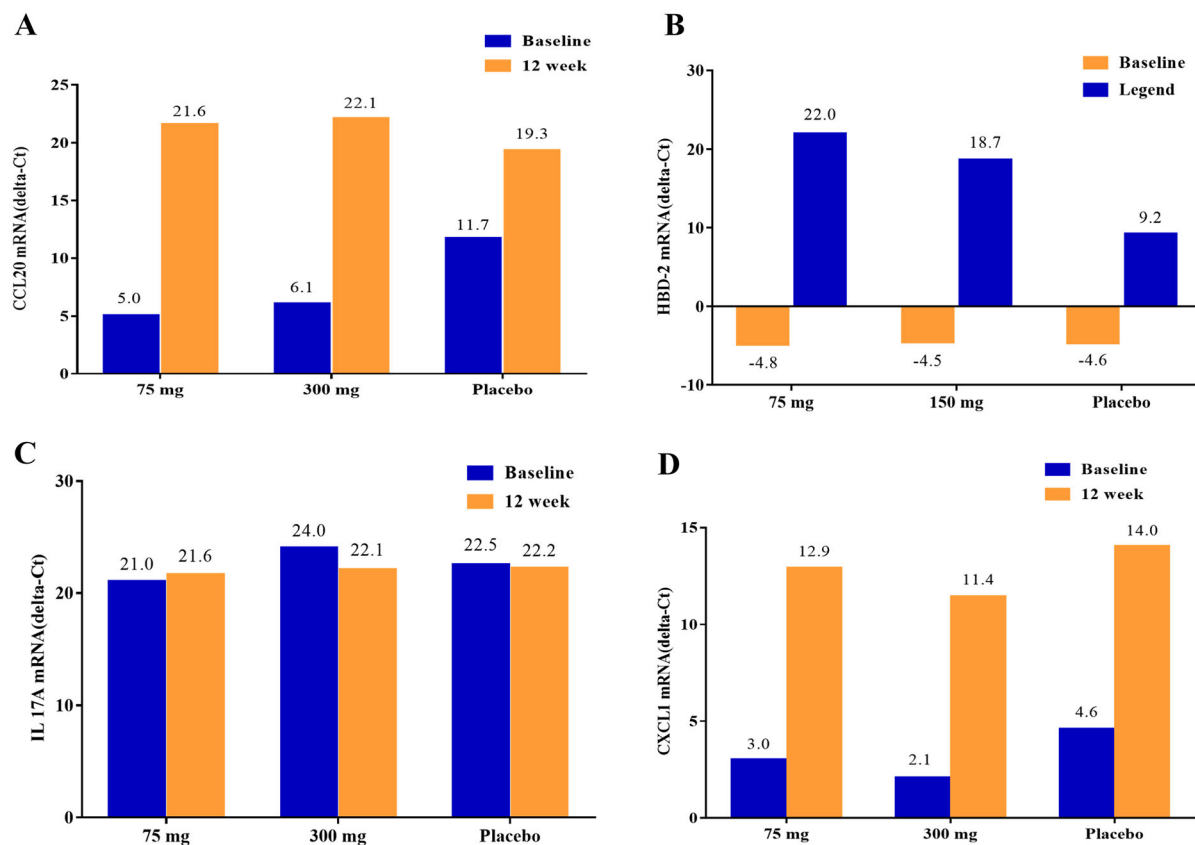 A
Baseline
12 week
CCL20 mRNA(delta-Ct)
25
20
15
10
5
0
5.0
21.6
6.1
22.1
11.7
19.3
75 mg
300 mg
Placebo
B
Baseline
Legend
HBD-2 mRNA(delta-Ct)
30
20
10
0
-10
-4.8
22.0
-4.5
18.7
-4.6
9.2
75 mg
150 mg
Placebo
C
Baseline
12 week
IL 17A mRNA(delta-Ct)
30
20
10
0
21.0
21.6
24.0
22.1
22.5
22.2
75 mg
300 mg
Placebo
D
Baseline
12 week
CXCL1 mRNA(delta-Ct)
15
10
5
0
3.0
12.9
2.1
11.4
4.6
14.0
75 mg
300 mg
Placebo